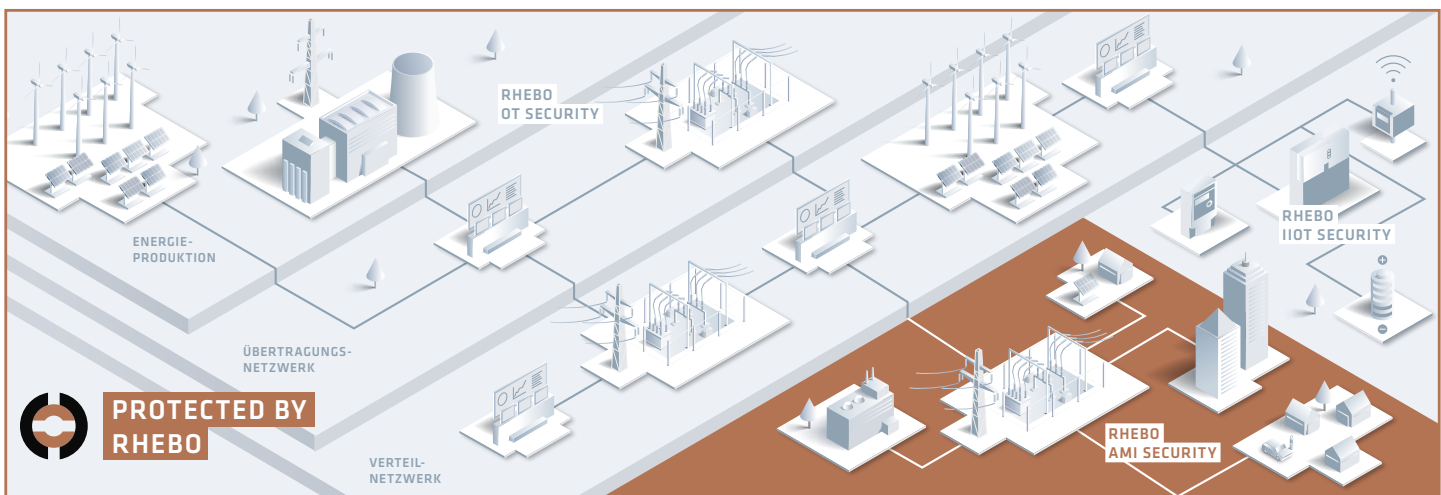 RHEBO
OT SECURITY
ENERGIE-
PRODUKTION
RHEBO
IIOT SECURITY
ÜBERTRAGUNGS-
NETZWERK
PROTECTED BY
RHEBO
VERTEIL-
NETZWERK
RHEBO
AMI SECURITY